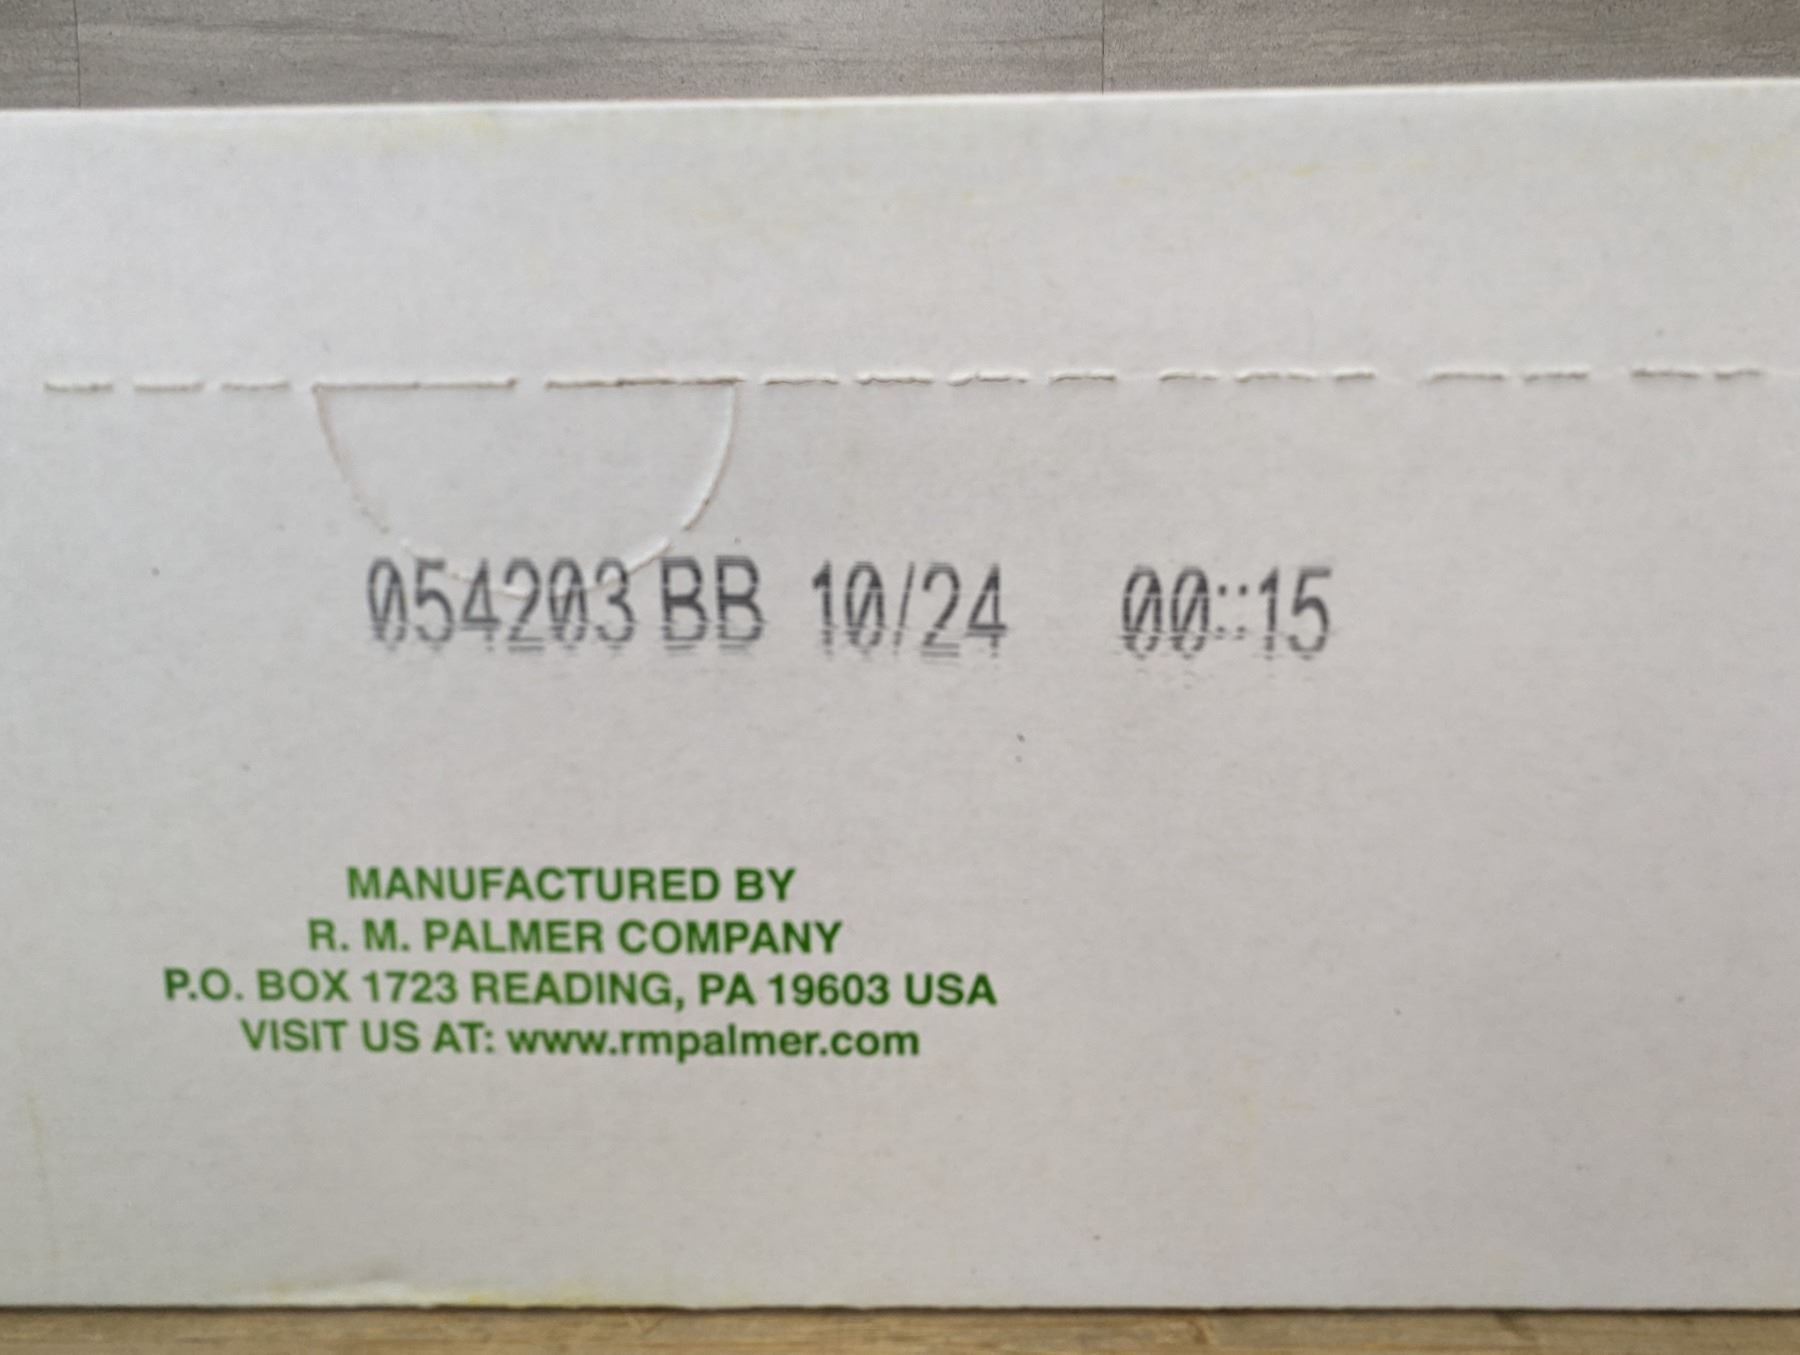 054203 BB 10/24 00::15
MANUFACTURED BY
R. M. PALMER COMPANY
P.O. BOX 1723 READING, PA 19603 USA
VISIT US AT: www.rmpalmer.com